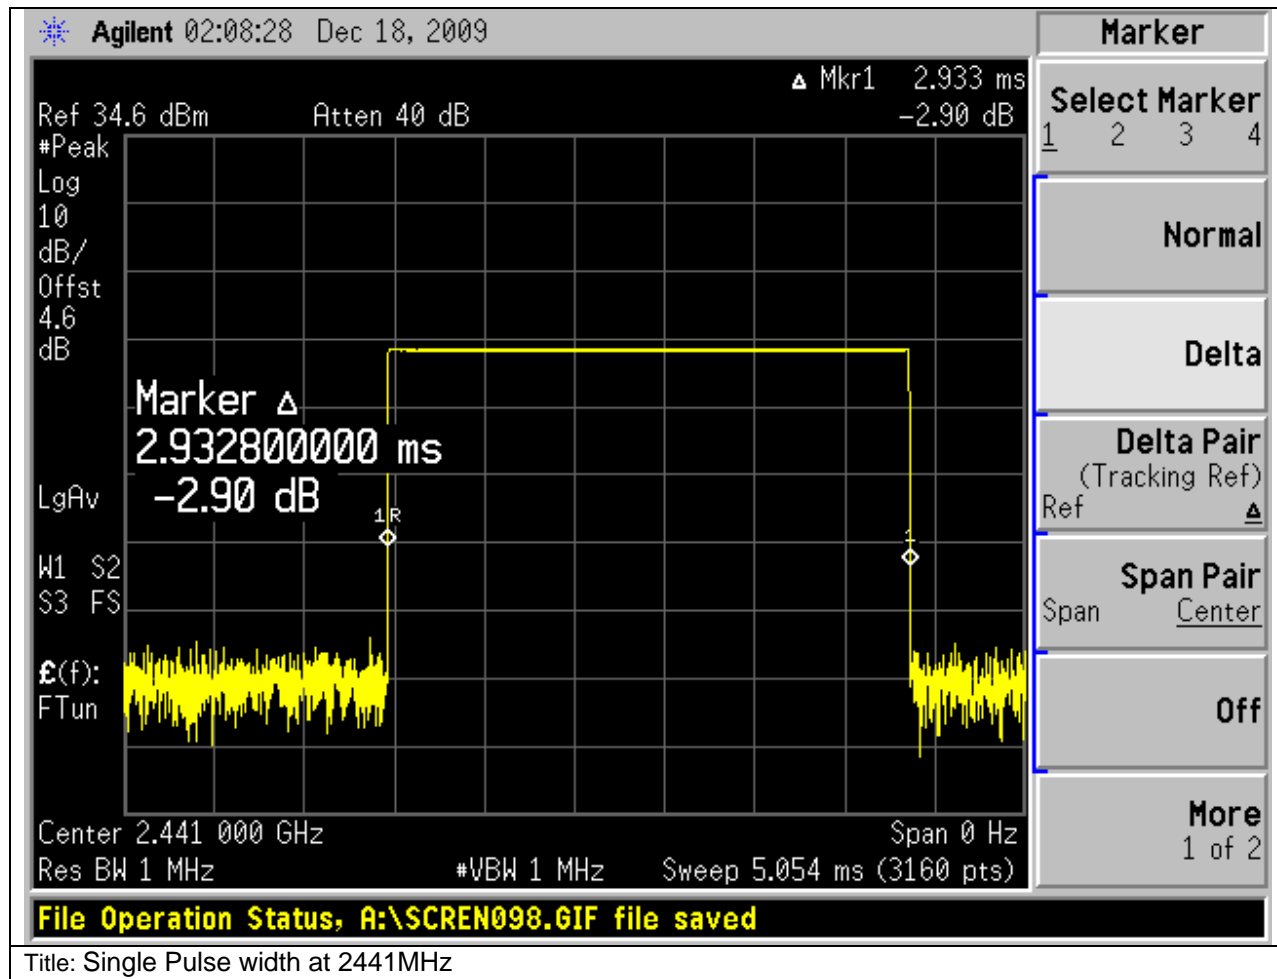 Agilent 02:08:28 Dec 18, 2009
Marker
Δ Mkr1 2.933 ms
Ref 34.6 dBm Atten 40 dB -2.90 dB
#Peak
Log
10
dB/
Offst
4.6
dB
Marker Δ
2.932800000 ms
-2.90 dB
LgAv
1R
1
W1 S2
S3 FS
£(f):
FTun
Center 2.441 000 GHz Span 0 Hz
Res BW 1 MHz #VBW 1 MHz Sweep 5.054 ms (3160 pts)
Select Marker
1 2 3 4
Normal
Delta
Delta Pair
(Tracking Ref)
Ref Δ
Span Pair
Span Center
Off
More
1 of 2
File Operation Status, A:\SCREN098.GIF file saved
Title: Single Pulse width at 2441MHz